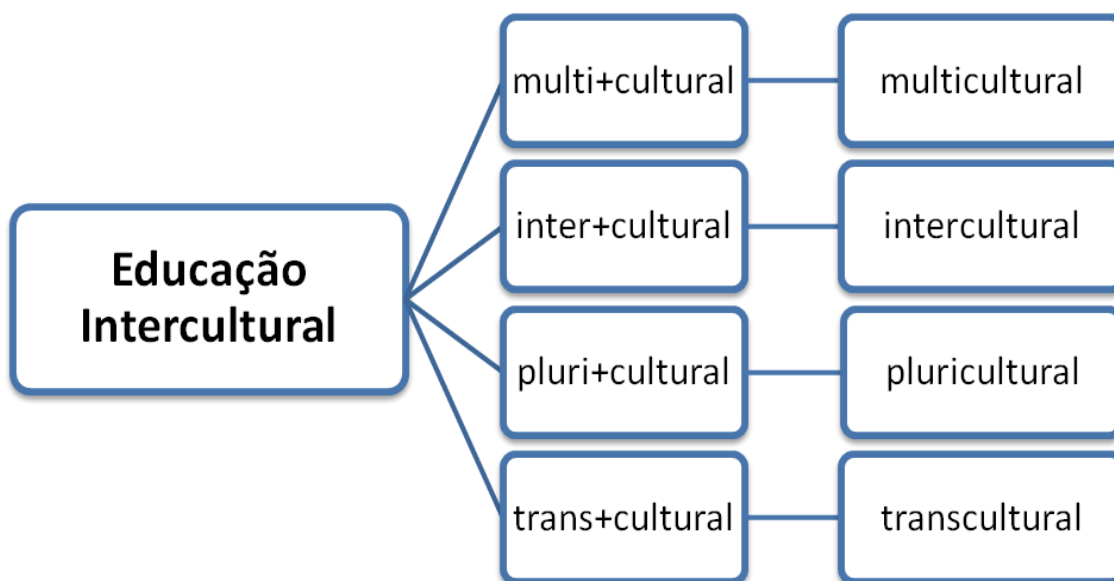 Educação
Intercultural
multi+cultural
multicultural
inter+cultural
intercultural
pluri+cultural
pluricultural
trans+cultural
transcultural